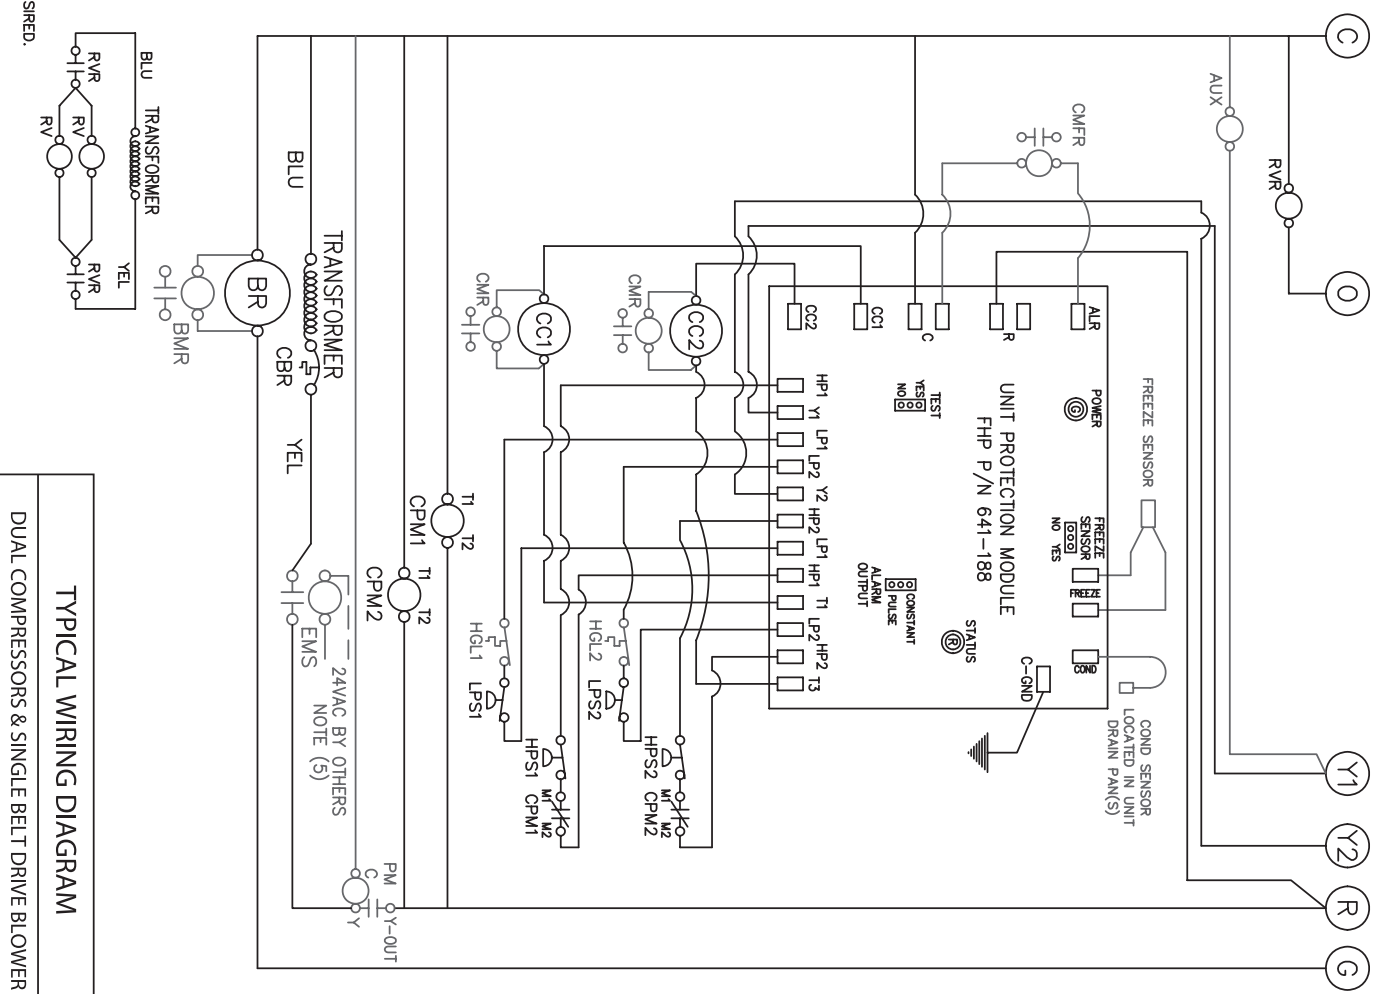 SIRED.
BLU
TRANSFORMER
YEL
RVR
RV
RV
RVR
C
O
Y1
Y2
R
G
RVR
AUX
CMFR
BLU
TRANSFORMER
CBR
YEL
BR
BMR
EMS
24VAC BY OTHERS
NOTE (5)
PM
C
Y
Y-OUT
T1
T2
CPM1
T1
T2
CPM2
CMR
CC1
CMR
CC2
CC2
CC1
C
R
ALR
HP1
Y1
LP1
LP2
Y2
HP2
LP1
HP1
T1
LP2
HP2
T3
YES
NO
TEST
UNIT PROTECTION MODULE
FHP P/N 641-188
POWER
G
FREEZE SENSOR
FREEZE
SENSOR
NO YES
FREEZE
COND
ALARM
OUTPUT
CONSTANT
PULSE
STATUS
R
C-GND
COND SENSOR
LOCATED IN UNIT
DRAIN PAN(S)
HGL1
LPS1
HPS1
M1
M2
CPM1
HGL2
LPS2
HPS2
M1
M2
CPM2
TYPICAL WIRING DIAGRAM
DUAL COMPRESSORS & SINGLE BELT DRIVE BLOWER